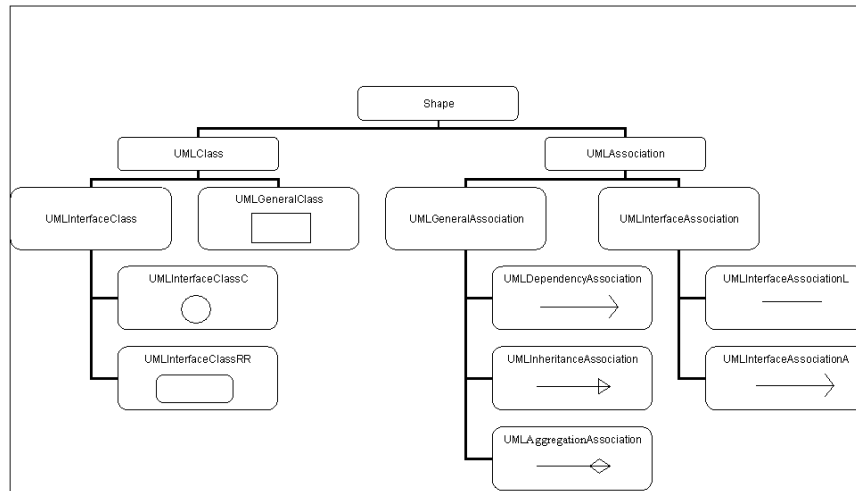 Shape
UMLClass
UMLAssociation
UMLInterfaceClass
UMLGeneralClass
UMLGeneralAssociation
UMLInterfaceAssociation
UMLInterfaceClassC
UMLDependencyAssociation
UMLInterfaceAssociationL
UMLInterfaceClassRR
UMLInheritanceAssociation
UMLInterfaceAssociationA
UMLAggregationAssociation